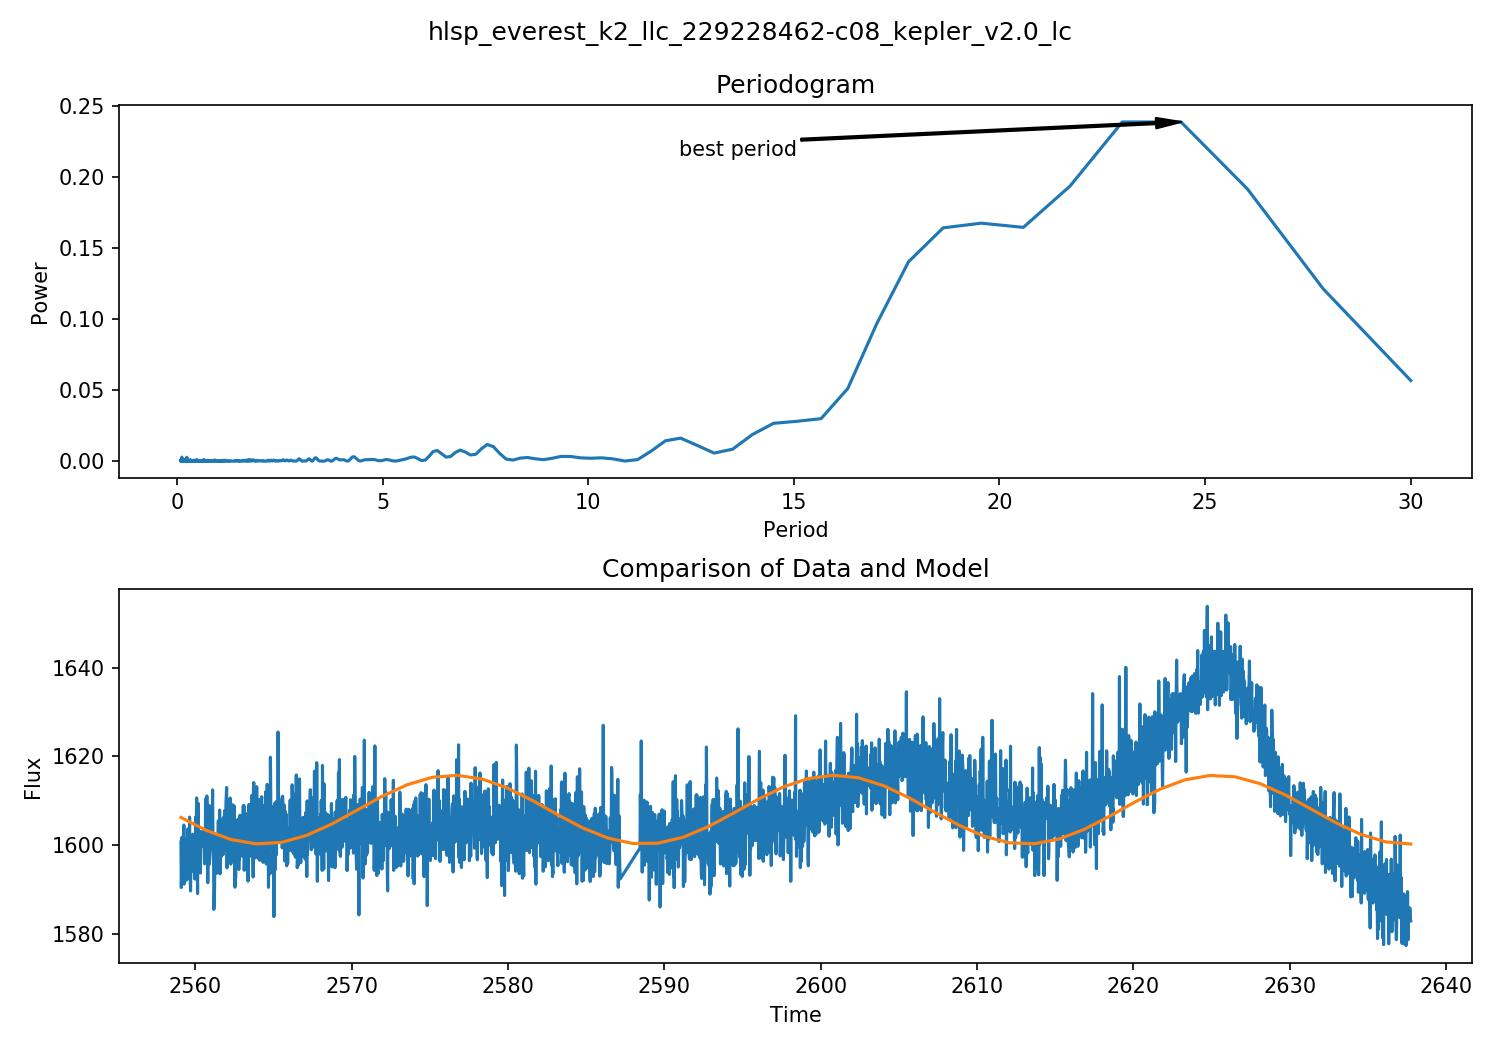 hlsp_everest_k2_llc_229228462-c08_kepler_v2.0_lc
Periodogram
0.25
0.20
0.15
0.10
0.05
0.00
Power
best period
0 5 10 15 20 25 30
Period
Comparison of Data and Model
1640
1620
1600
1580
Flux
2560 2570 2580 2590 2600 2610 2620 2630 2640
Time